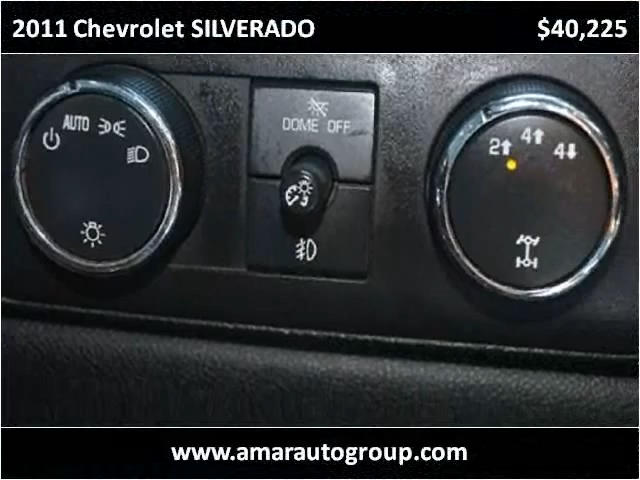 2011 Chevrolet SILVERADO $40,225
AUTO
DOME OFF
2↑ 4↑ 4↓
www.amarautogroup.com